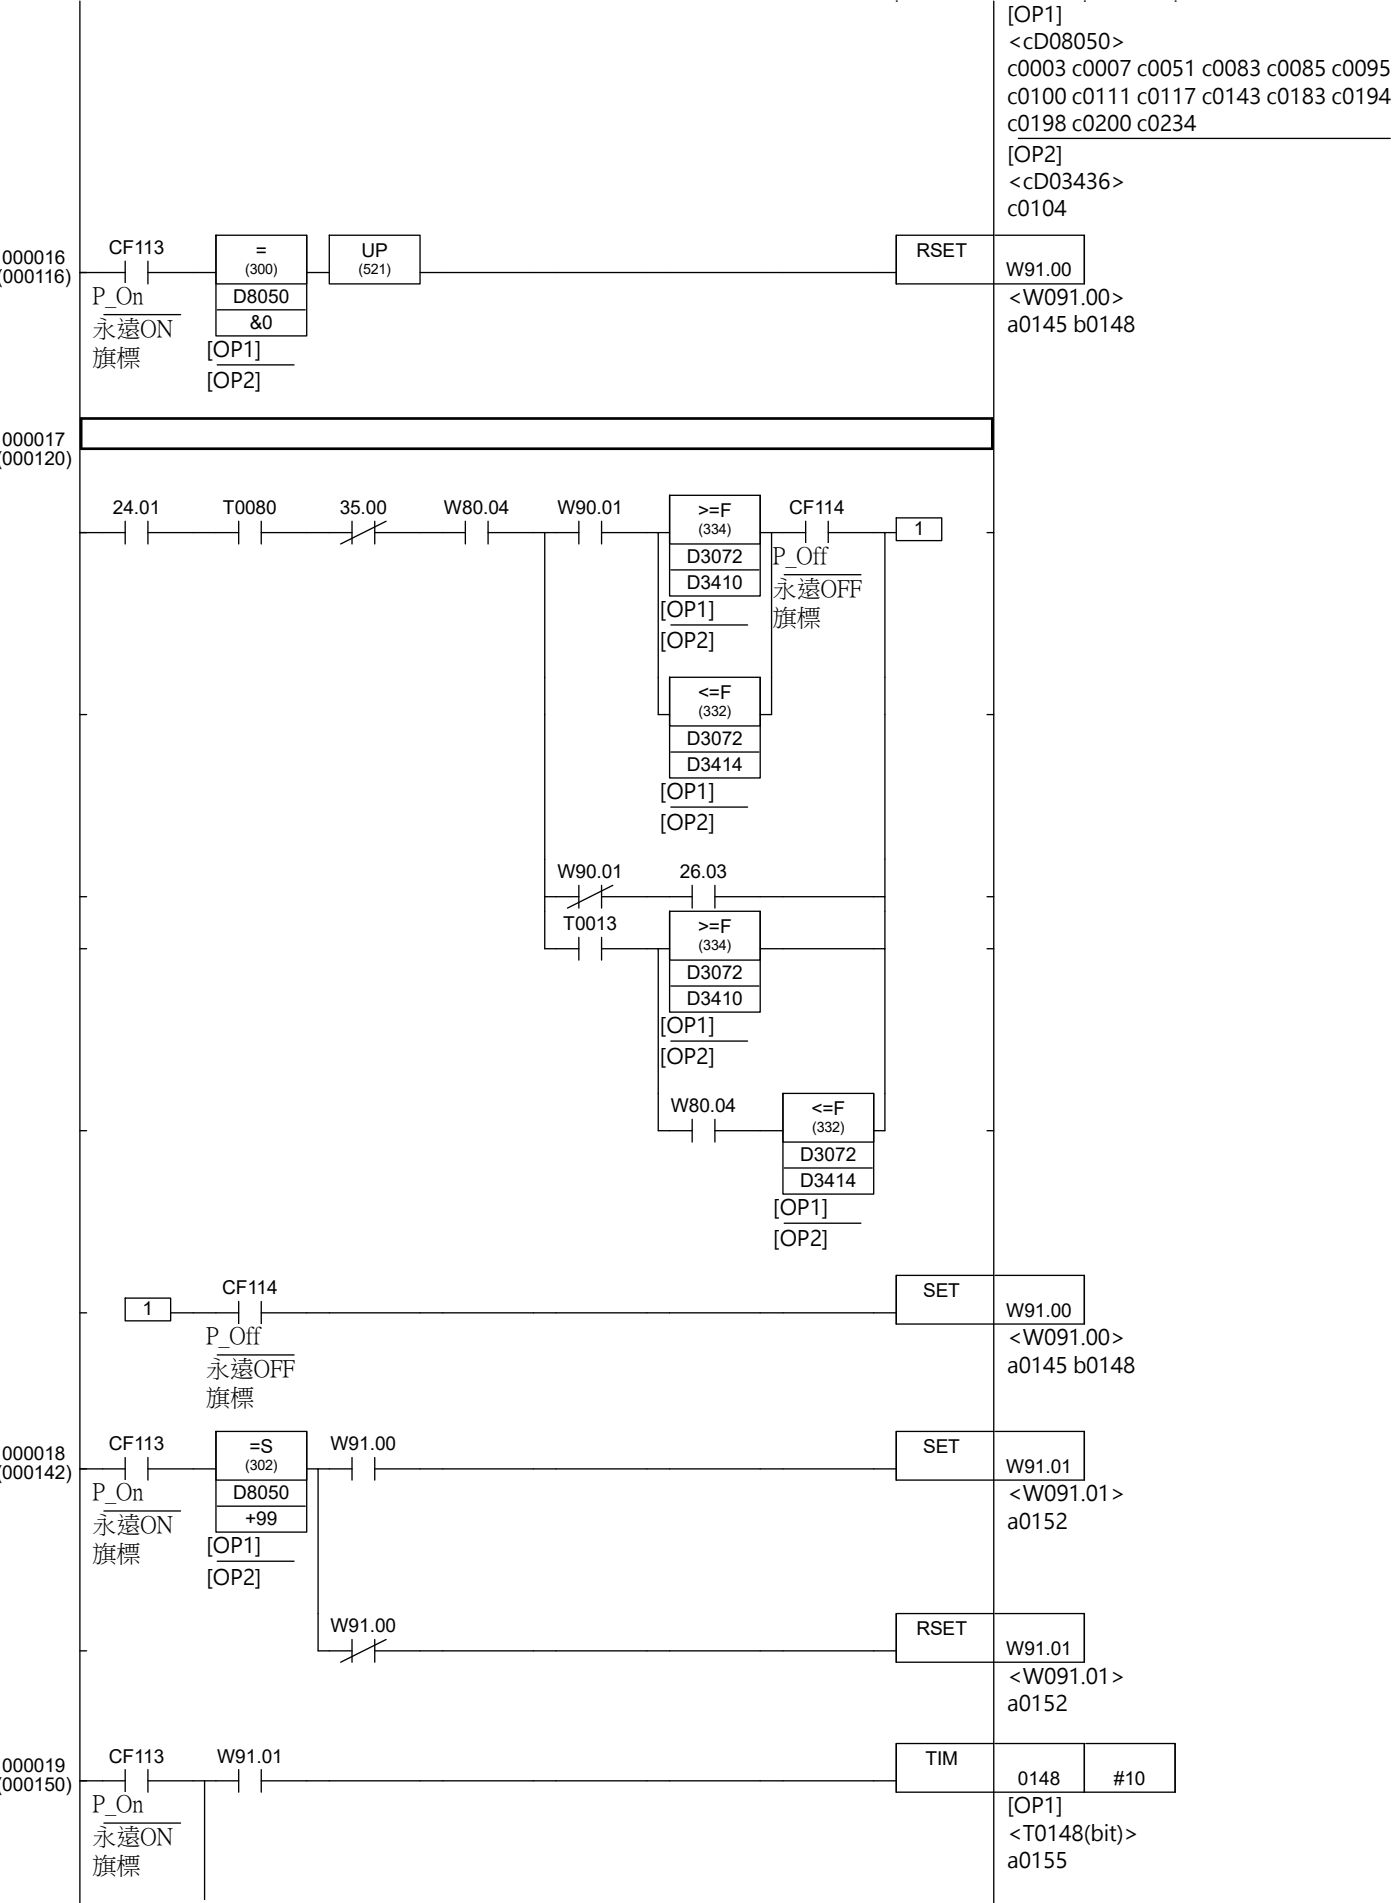 [OP1]
<cD08050>
c0003 c0007 c0051 c0083 c0085 c0095
c0100 c0111 c0117 c0143 c0183 c0194
c0198 c0200 c0234
[OP2]
<cD03436>
c0104
000016
(000116)
CF113
P_On
永遠ON
旗標
=
(300)
D8050
&0
[OP1]
[OP2]
UP
(521)
RSET
W91.00
<W091.00>
a0145 b0148
000017
(000120)
24.01
T0080
35.00
W80.04
W90.01
>=F
(334)
D3072
D3410
[OP1]
[OP2]
CF114
P_Off
永遠OFF
旗標
1
<=F
(332)
D3072
D3414
[OP1]
[OP2]
W90.01
26.03
T0013
>=F
(334)
D3072
D3410
[OP1]
[OP2]
W80.04
<=F
(332)
D3072
D3414
[OP1]
[OP2]
1
CF114
P_Off
永遠OFF
旗標
SET
W91.00
<W091.00>
a0145 b0148
000018
(000142)
CF113
P_On
永遠ON
旗標
=S
(302)
D8050
+99
[OP1]
[OP2]
W91.00
SET
W91.01
<W091.01>
a0152
W91.00
RSET
W91.01
<W091.01>
a0152
000019
(000150)
CF113
P_On
永遠ON
旗標
W91.01
TIM
0148
#10
[OP1]
<T0148(bit)>
a0155